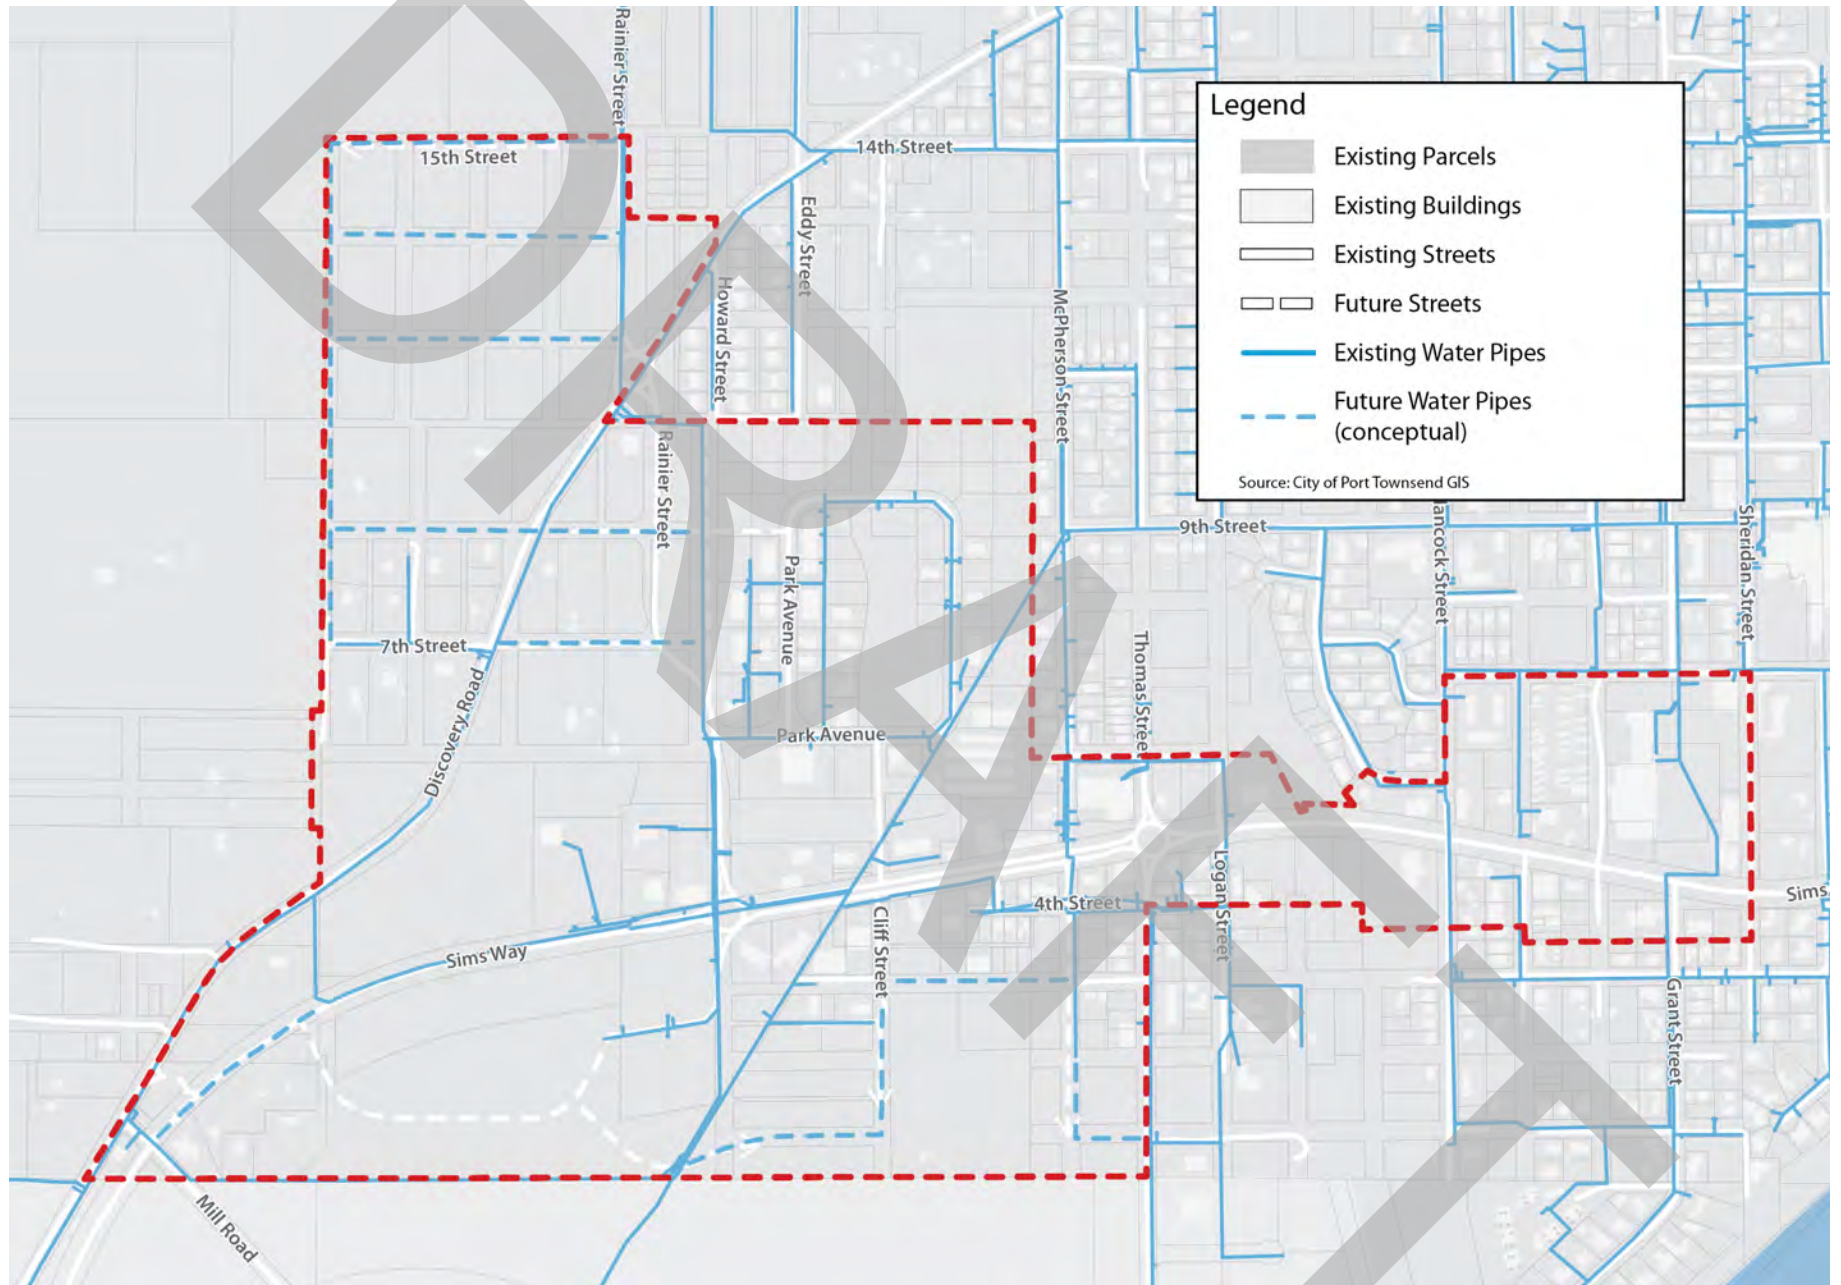 Rainier Street
15th Street
14th Street
Eddy Street
Howard Street
McPherson Street
Legend
Existing Parcels
Existing Buildings
Existing Streets
Future Streets
Existing Water Pipes
Future Water Pipes
(conceptual)
Source: City of Port Townsend GIS
Rainier Street
9th Street
ancock Street
Sheridan Street
Park Avenue
7th Street
Thomas Street
Discovery Road
Park Avenue
Logan Street
4th Street
Sims
Cliff Street
Sims Way
Grant Street
Mill Road
DRAFT